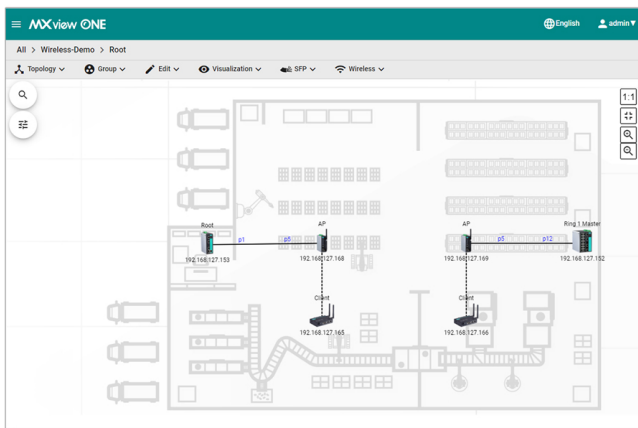 MXview ONE English admin
All > Wireless-Demo > Root
Topology Group Edit Visualization SFP Wireless
1:1
Root AP AP Ring 1 Master
p1 p5 p5 p12
192.168.127.153 192.168.127.168 192.168.127.169 192.168.127.152
Client Client
192.168.127.165 192.168.127.166